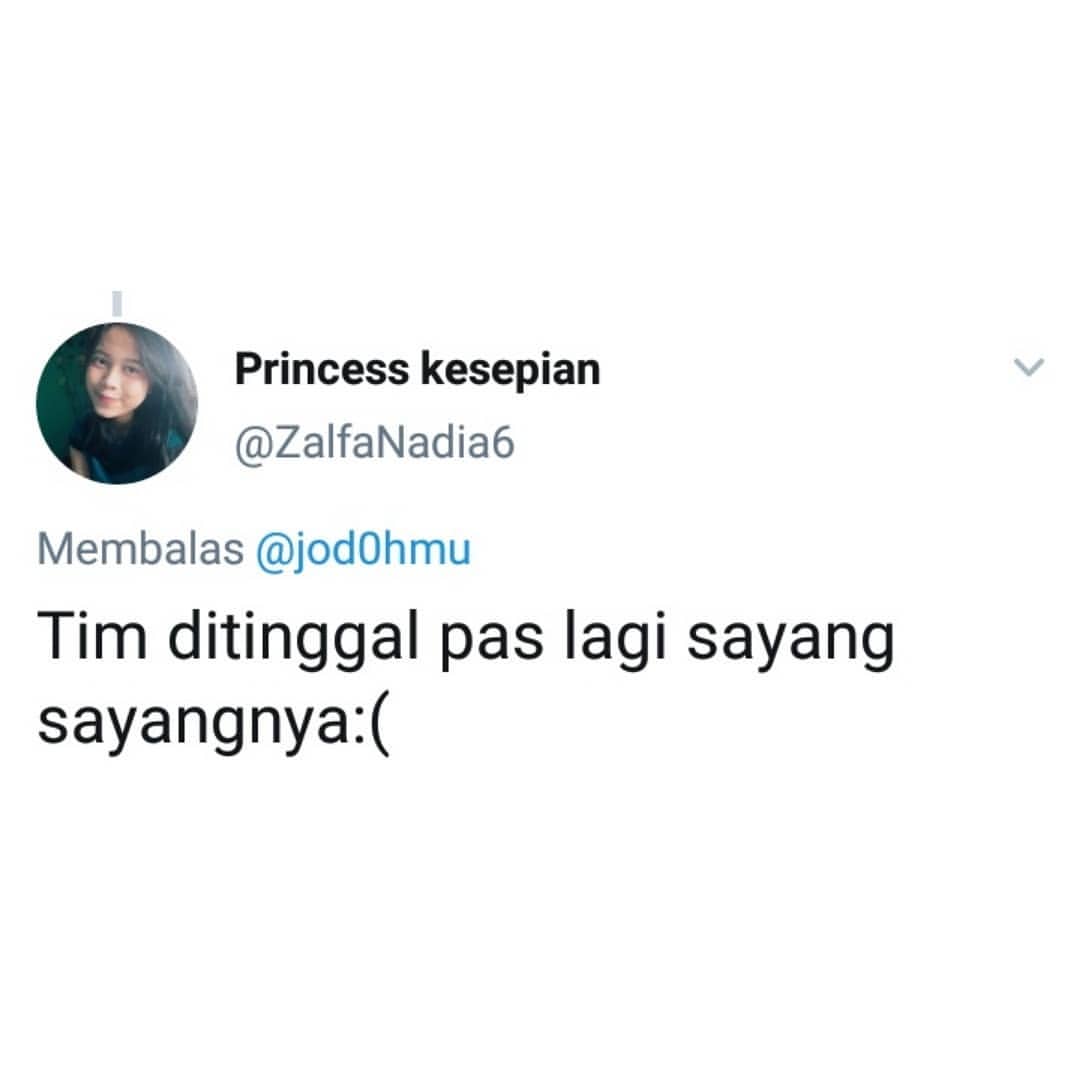 Princess kesepian
@ZalfaNadia6
Membalas @jod0hmu
Tim ditinggal pas lagi sayang
sayangnya:(